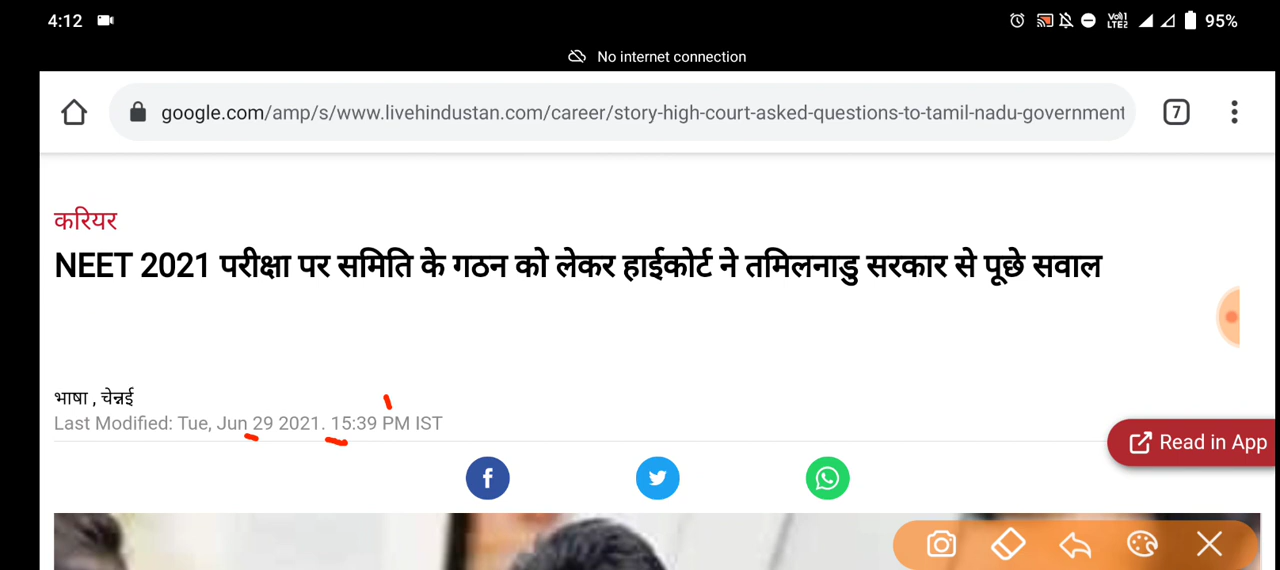 4:12 Vol) LTE2 95%
No internet connection
google.com/amp/s/www.livehindustan.com/career/story-high-court-asked-questions-to-tamil-nadu-government 7
करियर
NEET 2021 परीक्षा पर समिति के गठन को लेकर हाईकोर्ट ने तमिलनाडु सरकार से पूछे सवाल
भाषा , चेन्नई
Last Modified: Tue, Jun 29 2021. 15:39 PM IST
Read in App